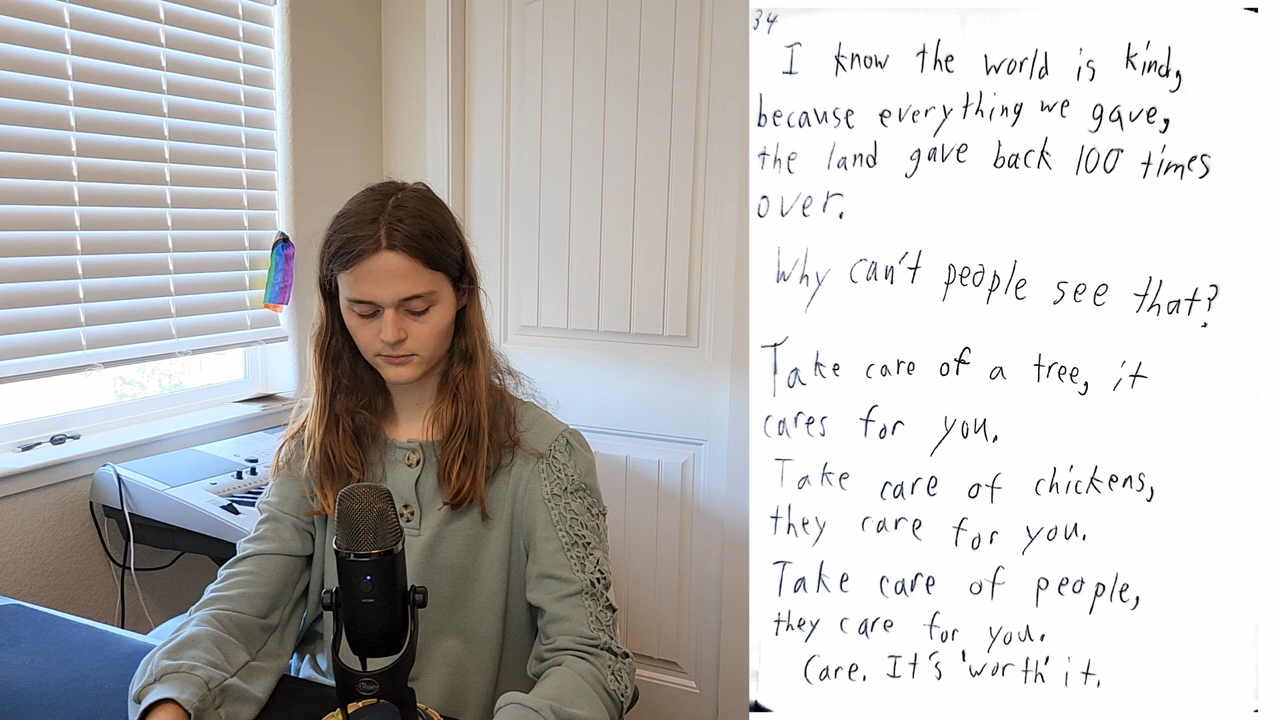 34
I know the world is kind,
because everything we gave,
the land gave back 100 times
over.
Why can't people see that?
Take care of a tree, it
cares for you.
Take care of chickens,
they care for you.
Take care of people,
they care for you.
Care. It's 'worth' it.
Blue